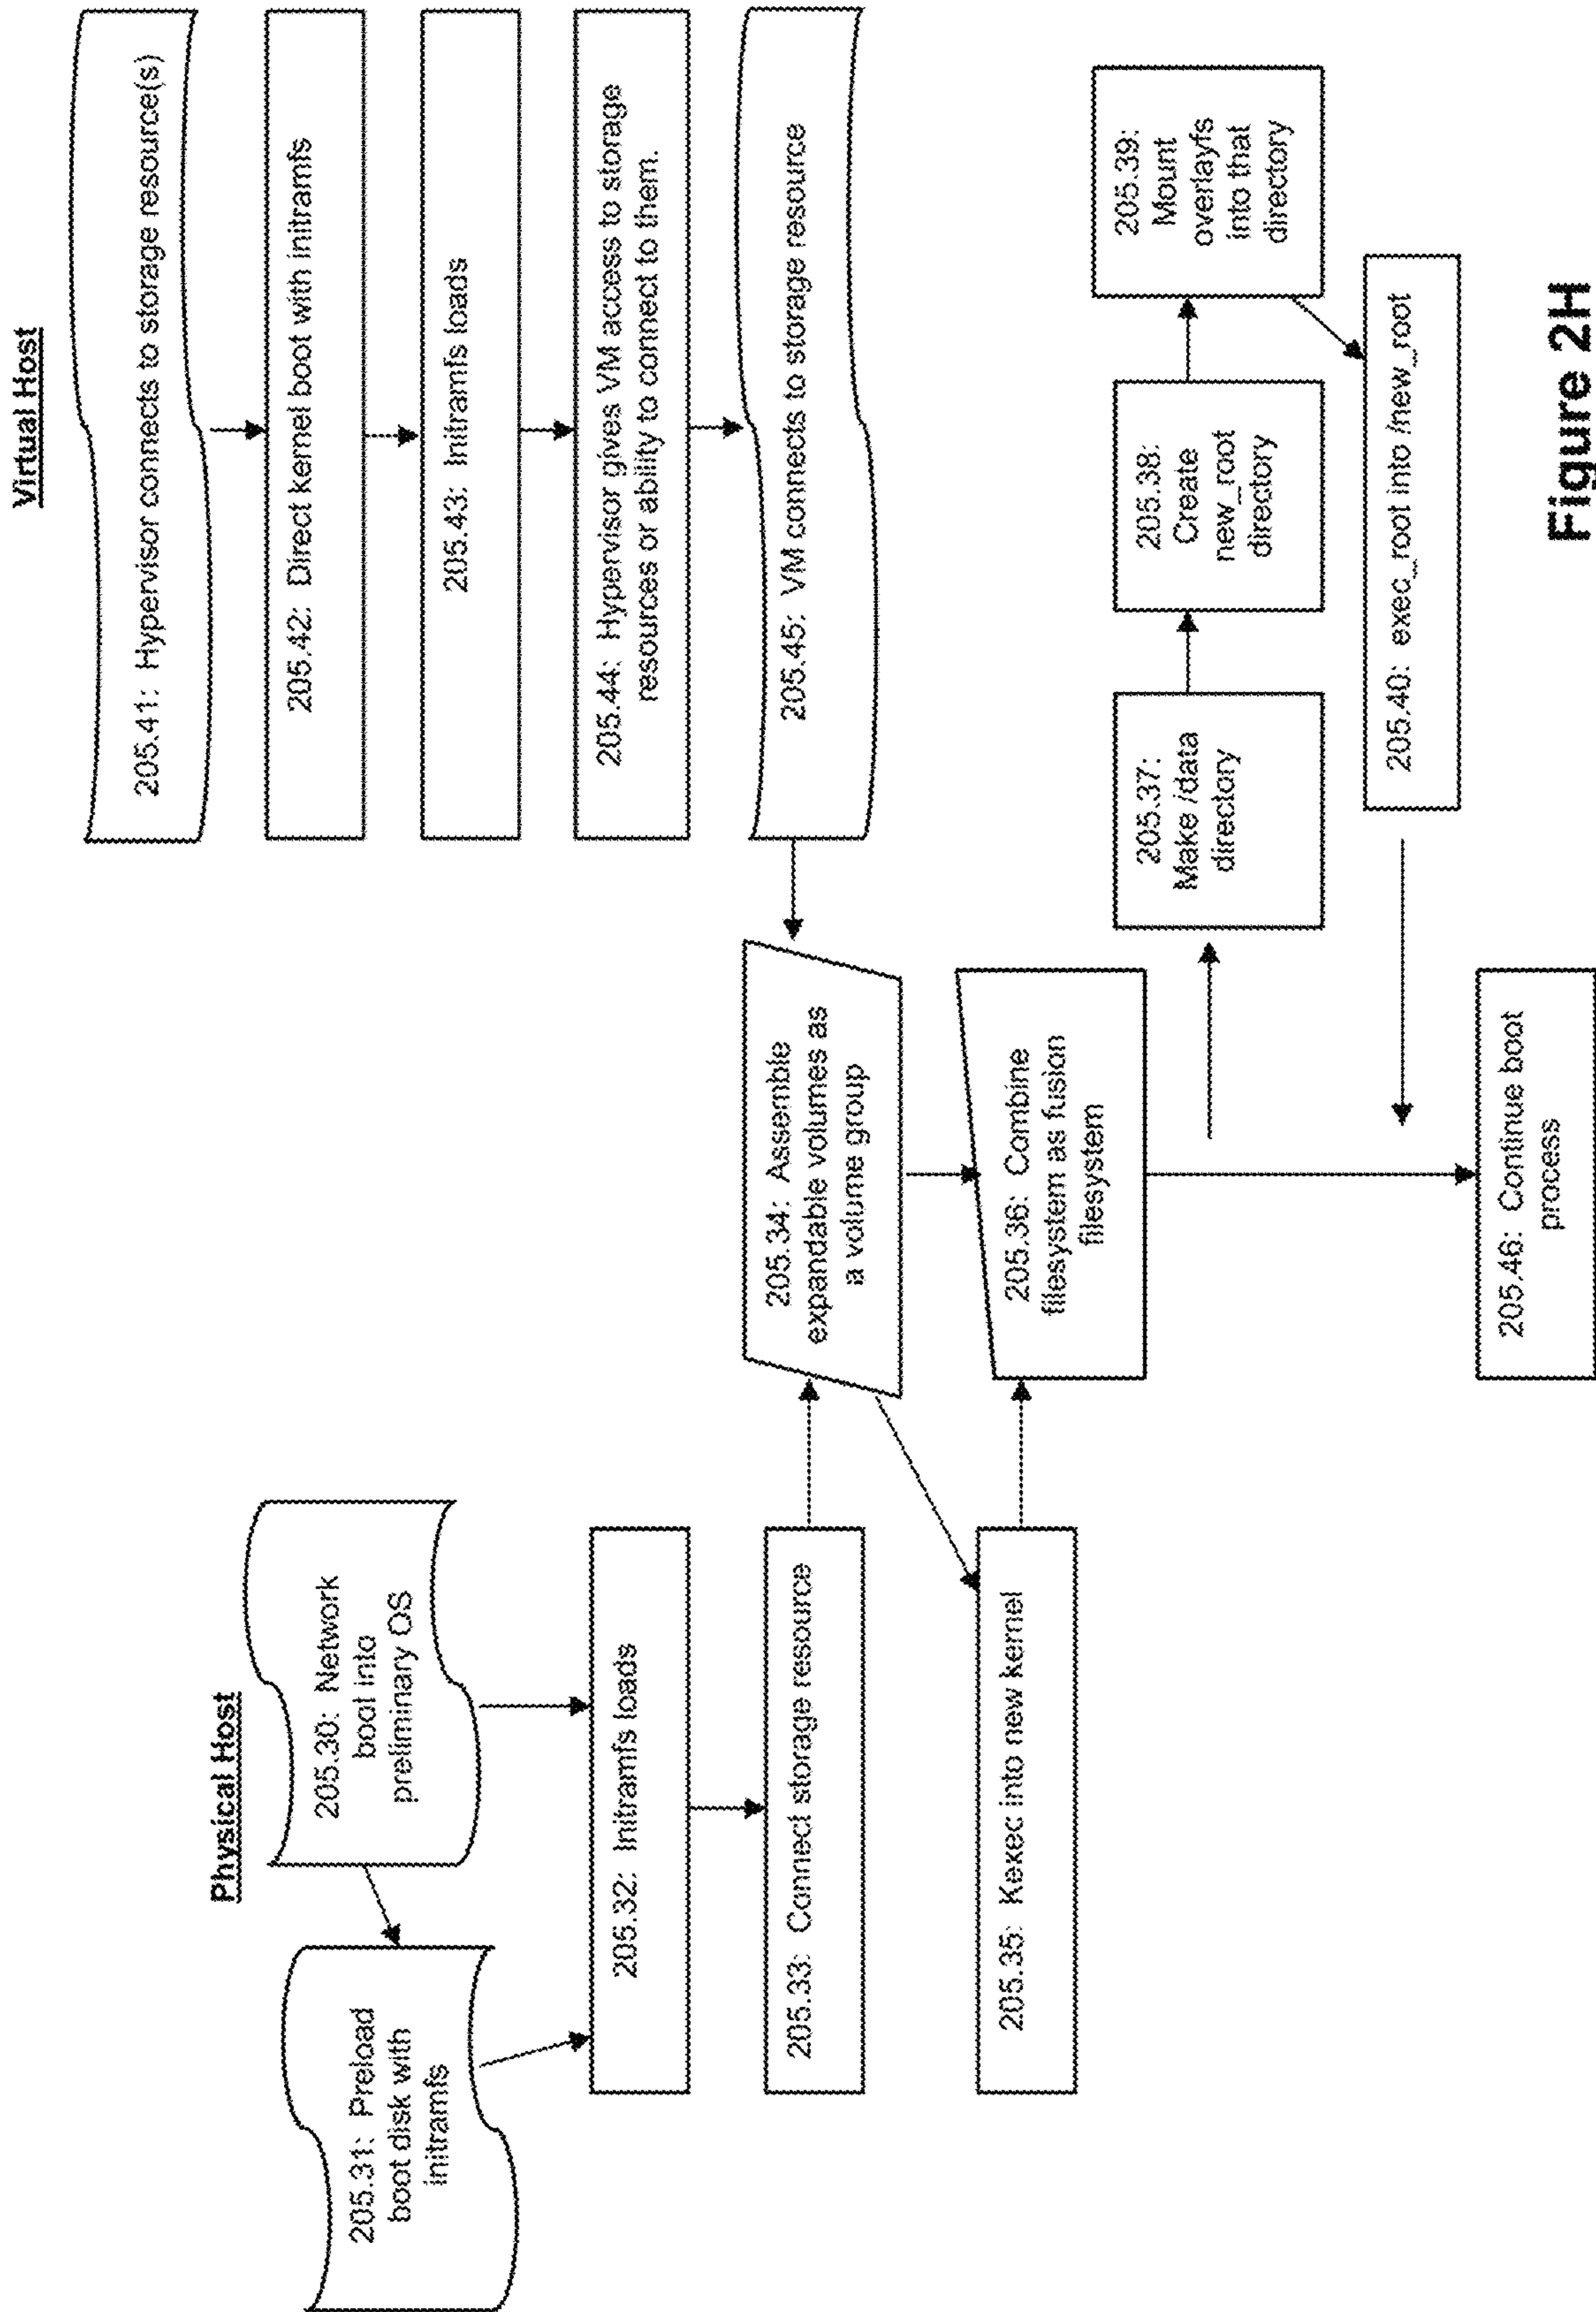 Physical Host
205.31: Preload
boot disk with
initramfs
205.30: Network
boot into
preliminary OS
205.32: Initramfs loads
205.33: Connect storage resource
205.35: Kexec into new kernel
Virtual Host
205.41: Hypervisor connects to storage resource(s)
205.42: Direct kernel boot with initramfs
205.43: Initramfs loads
205.44: Hypervisor gives VM access to storage
resources or ability to connect to them.
205.45: VM connects to storage resource
205.34: Assemble
expandable volumes as
a volume group
205.36: Combine
filesystem as fusion
filesystem
205.37:
Make /data
directory
205.38:
Create
new_root
directory
205.39:
Mount
overlayfs
into that
directory
205.40: exec_root into /new_root
205.46: Continue boot
process
Figure 2H